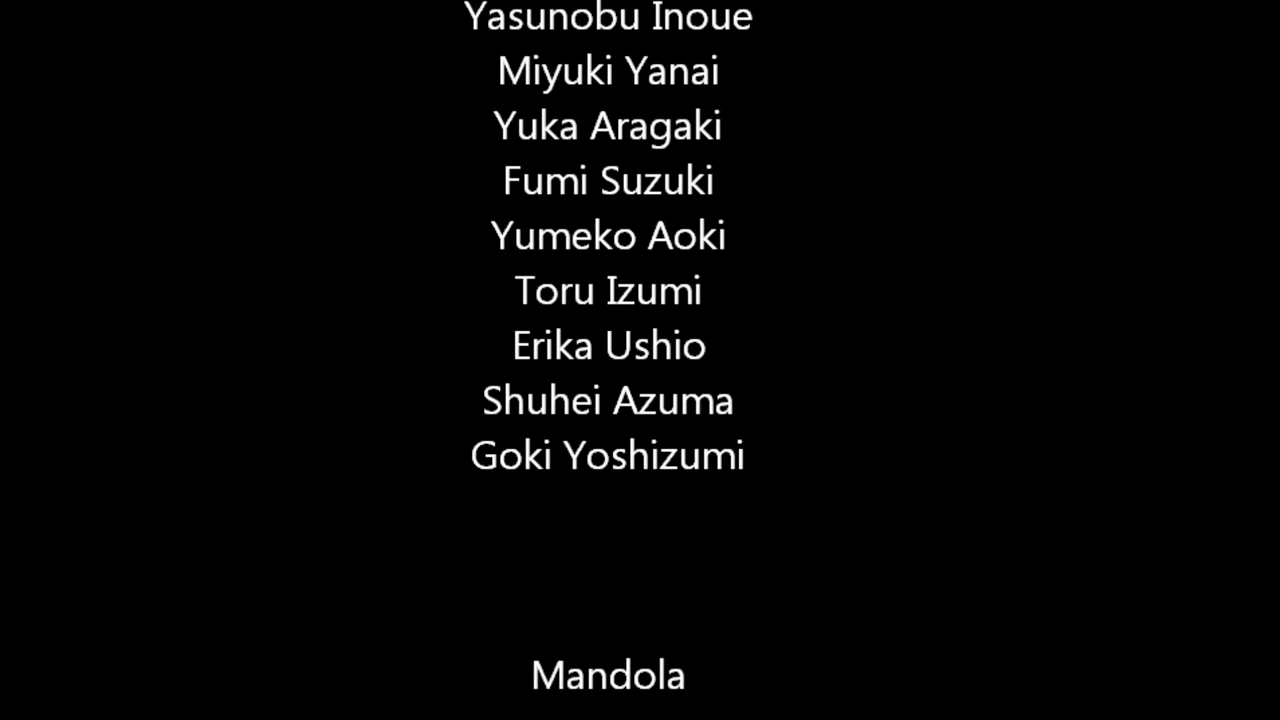 Yasunobu Inoue
Miyuki Yanai
Yuka Aragaki
Fumi Suzuki
Yumeko Aoki
Toru Izumi
Erika Ushio
Shuhei Azuma
Goki Yoshizumi
Mandola